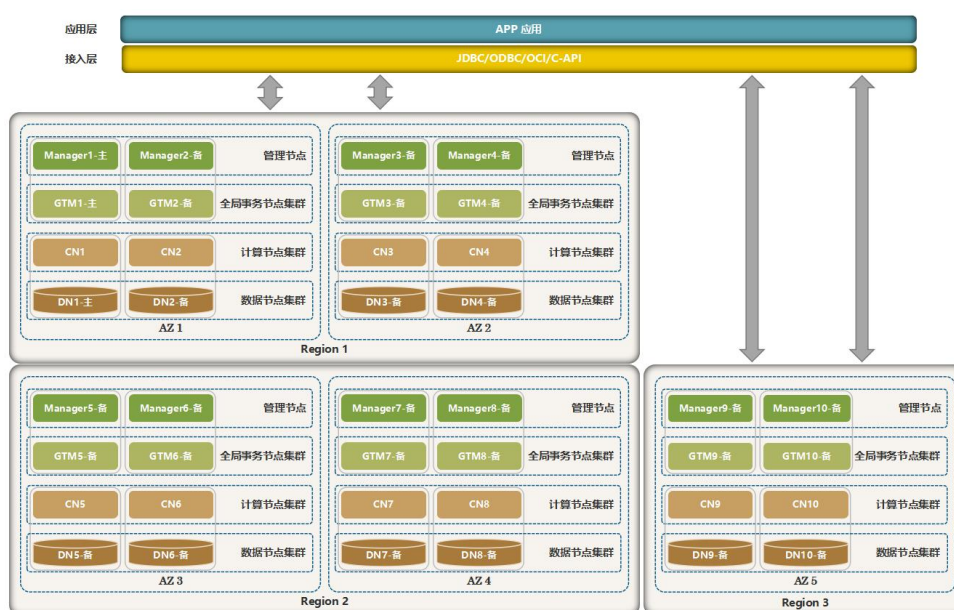 应用层 APP 应用
接入层 JDBC/ODBC/OCI/C-API
Manager1-主 Manager2-备 管理节点
GTM1-主 GTM2-备 全局事务节点集群
CN1 CN2 计算节点集群
DN1-主 DN2-备 数据节点集群
AZ 1
Manager3-备 Manager4-备 管理节点
GTM3-备 GTM4-备 全局事务节点集群
CN3 CN4 计算节点集群
DN3-备 DN4-备 数据节点集群
AZ 2
Region 1
Manager5-备 Manager6-备 管理节点
GTM5-备 GTM6-备 全局事务节点集群
CN5 CN6 计算节点集群
DN5-备 DN6-备 数据节点集群
AZ 3
Manager7-备 Manager8-备 管理节点
GTM7-备 GTM8-备 全局事务节点集群
CN7 CN8 计算节点集群
DN7-备 DN8-备 数据节点集群
AZ 4
Region 2
Manager9-备 Manager10-备 管理节点
GTM9-备 GTM10-备 全局事务节点集群
CN9 CN10 计算节点集群
DN9-备 DN10-备 数据节点集群
AZ 5
Region 3